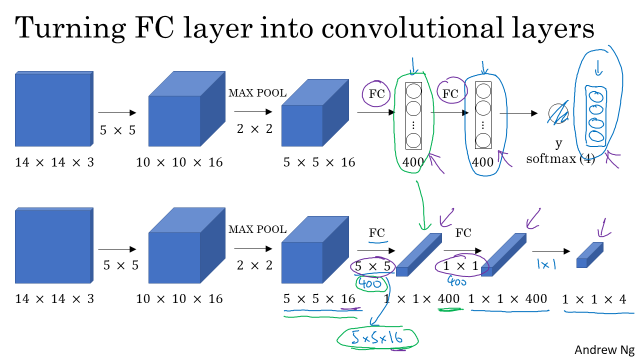 Turning FC layer into convolutional layers
MAX POOL
FC
FC
5 × 5
2 × 2
⋮
⋮
y
14 × 14 × 3
10 × 10 × 16
5 × 5 × 16
400
400
softmax (4)
MAX POOL
FC
FC
5 × 5
2 × 2
5 × 5
1 × 1
1×1
400
400
14 × 14 × 3
10 × 10 × 16
5 × 5 × 16
1 × 1 × 400
1 × 1 × 400
1 × 1 × 4
5×5×16
Andrew Ng